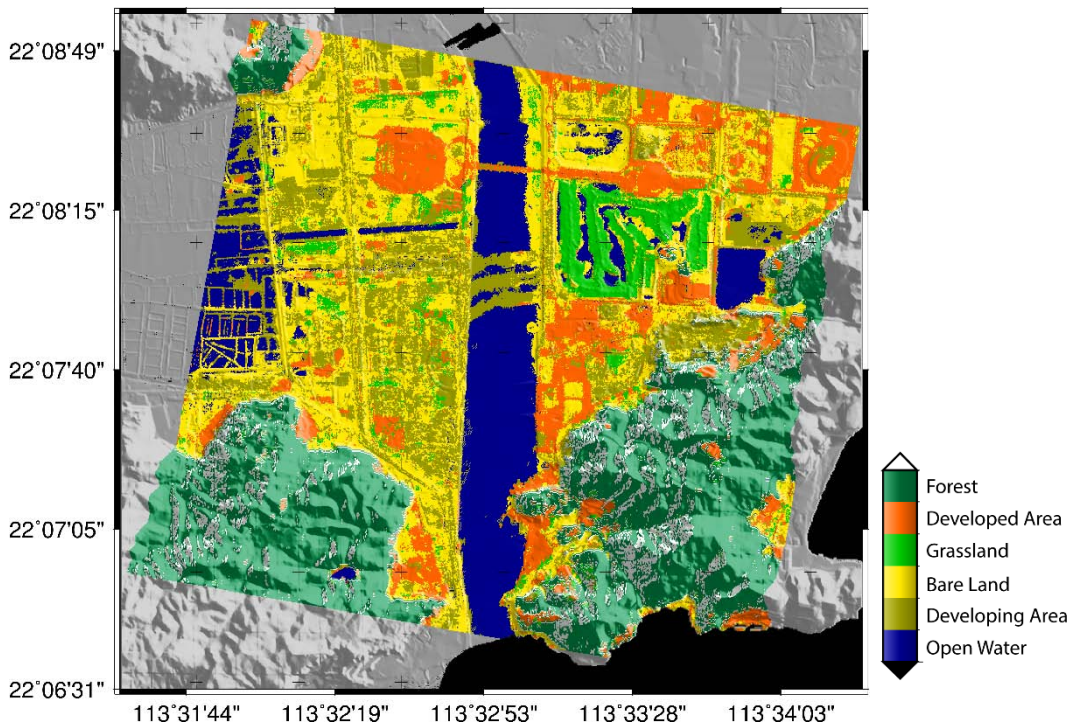 22˚08'49"
22˚08'15"
22˚07'40"
22˚07'05"
22˚06'31"
113˚31'44"
113˚32'19"
113˚32'53"
113˚33'28"
113˚34'03"
Forest
Developed Area
Grassland
Bare Land
Developing Area
Open Water